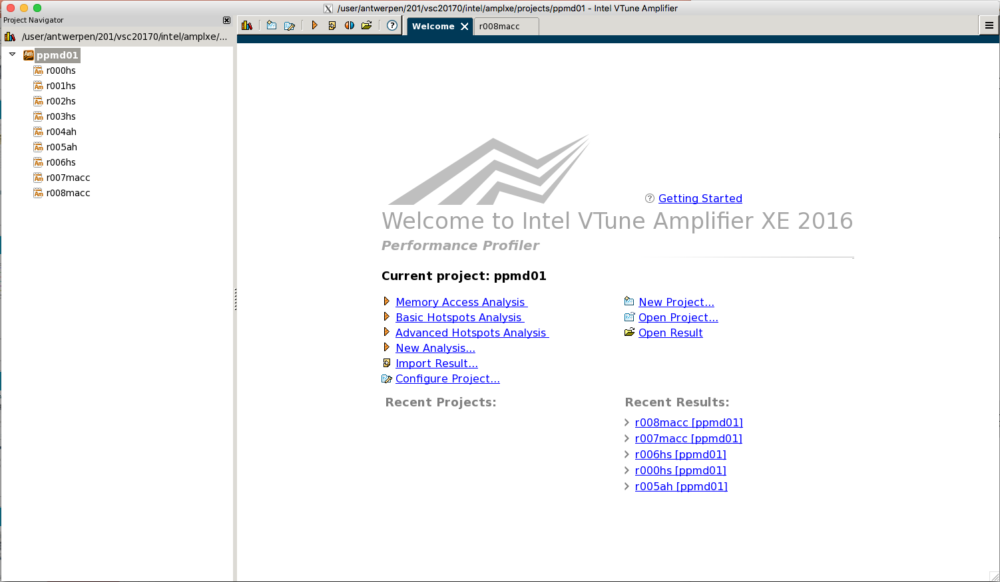 /user/antwerpen/201/vsc20170/intel/amplxe/projects/ppmd01 - Intel VTune Amplifier
Project Navigator
/user/antwerpen/201/vsc20170/intel/amplxe/...
Welcome
r008macc
ppmd01
r000hs
r001hs
r002hs
r003hs
r004ah
r005ah
r006hs
r007macc
r008macc
Getting Started
Welcome to Intel VTune Amplifier XE 2016
Performance Profiler
Current project: ppmd01
Memory Access Analysis
Basic Hotspots Analysis
Advanced Hotspots Analysis
New Analysis...
Import Result...
Configure Project...
New Project...
Open Project...
Open Result
Recent Projects:
Recent Results:
r008macc [ppmd01]
r007macc [ppmd01]
r006hs [ppmd01]
r000hs [ppmd01]
r005ah [ppmd01]